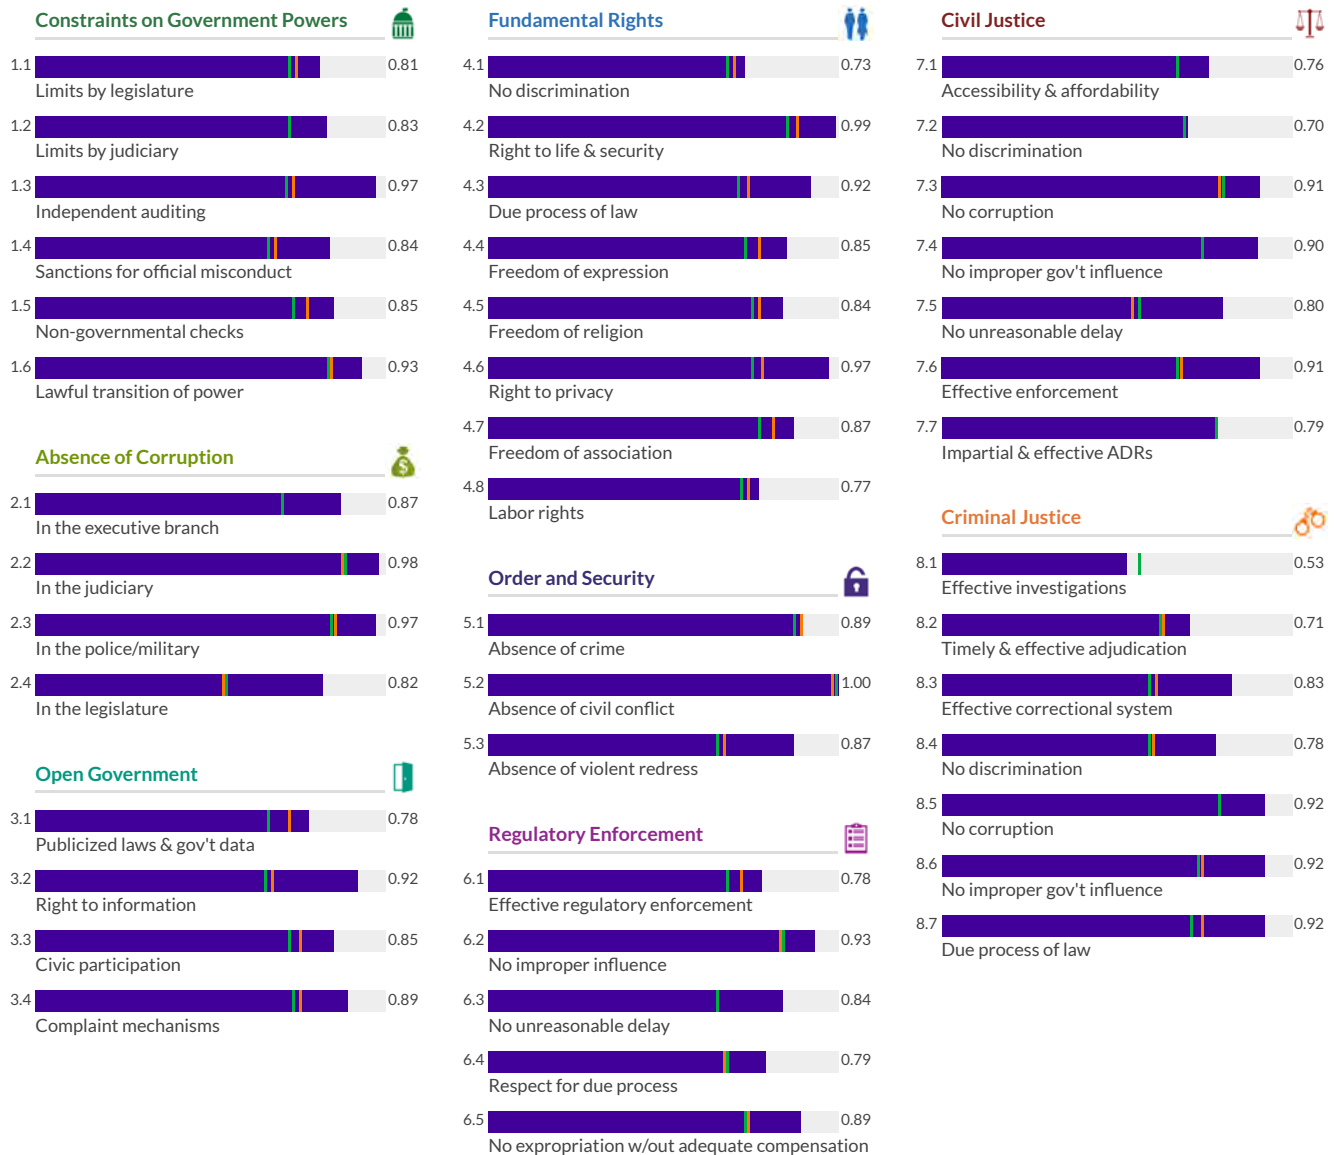 Constraints on Government Powers
1.1 0.81
Limits by legislature
1.2 0.83
Limits by judiciary
1.3 0.97
Independent auditing
1.4 0.84
Sanctions for official misconduct
1.5 0.85
Non-governmental checks
1.6 0.93
Lawful transition of power
Absence of Corruption
$
2.1 0.87
In the executive branch
2.2 0.98
In the judiciary
2.3 0.97
In the police/military
2.4 0.82
In the legislature
Open Government
3.1 0.78
Publicized laws & gov't data
3.2 0.92
Right to information
3.3 0.85
Civic participation
3.4 0.89
Complaint mechanisms
Fundamental Rights
4.1 0.73
No discrimination
4.2 0.99
Right to life & security
4.3 0.92
Due process of law
4.4 0.85
Freedom of expression
4.5 0.84
Freedom of religion
4.6 0.97
Right to privacy
4.7 0.87
Freedom of association
4.8 0.77
Labor rights
Order and Security
5.1 0.89
Absence of crime
5.2 1.00
Absence of civil conflict
5.3 0.87
Absence of violent redress
Regulatory Enforcement
6.1 0.78
Effective regulatory enforcement
6.2 0.93
No improper influence
6.3 0.84
No unreasonable delay
6.4 0.79
Respect for due process
6.5 0.89
No expropriation w/out adequate compensation
Civil Justice
7.1 0.76
Accessibility & affordability
7.2 0.70
No discrimination
7.3 0.91
No corruption
7.4 0.90
No improper gov't influence
7.5 0.80
No unreasonable delay
7.6 0.91
Effective enforcement
7.7 0.79
Impartial & effective ADRs
Criminal Justice
8.1 0.53
Effective investigations
8.2 0.71
Timely & effective adjudication
8.3 0.83
Effective correctional system
8.4 0.78
No discrimination
8.5 0.92
No corruption
8.6 0.92
No improper gov't influence
8.7 0.92
Due process of law